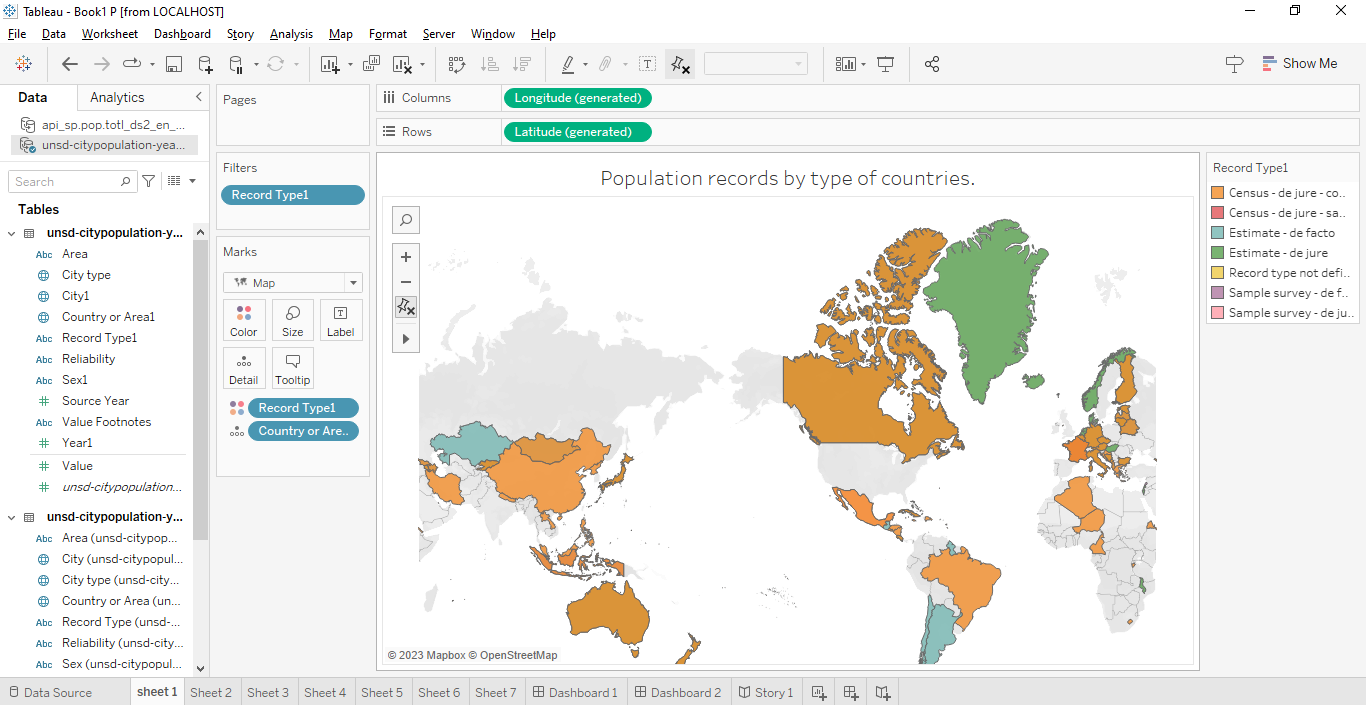 Tableau - Book1 P [from LOCALHOST]
File Data Worksheet Dashboard Story Analysis Map Format Server Window Help
Show Me
Data Analytics
api_sp.pop.totl_ds2_en_...
unsd-citypopulation-yea...
Search
Tables
unsd-citypopulation-y...
Abc Area
City type
City1
Country or Area1
Abc Record Type1
Abc Reliability
Abc Sex1
Source Year
Abc Value Footnotes
Year1
Value
unsd-citypopulation...
unsd-citypopulation-y...
Abc Area (unsd-citypop...
City (unsd-citypopul...
City type (unsd-city...
Country or Area (un...
Abc Record Type (unsd-...
Abc Reliability (unsd-city...
Abc Sex (unsd-citypopul...
Pages
Filters
Record Type1
Marks
Map
Color Size Label
Detail Tooltip
Record Type1
Country or Are..
Columns Longitude (generated)
Rows Latitude (generated)
Population records by type of countries.
© 2023 Mapbox © OpenStreetMap
Record Type1
Census - de jure - co..
Census - de jure - sa..
Estimate - de facto
Estimate - de jure
Record type not defi..
Sample survey - de f..
Sample survey - de ju..
Data Source sheet 1 Sheet 2 Sheet 3 Sheet 4 Sheet 5 Sheet 6 Sheet 7 Dashboard 1 Dashboard 2 Story 1